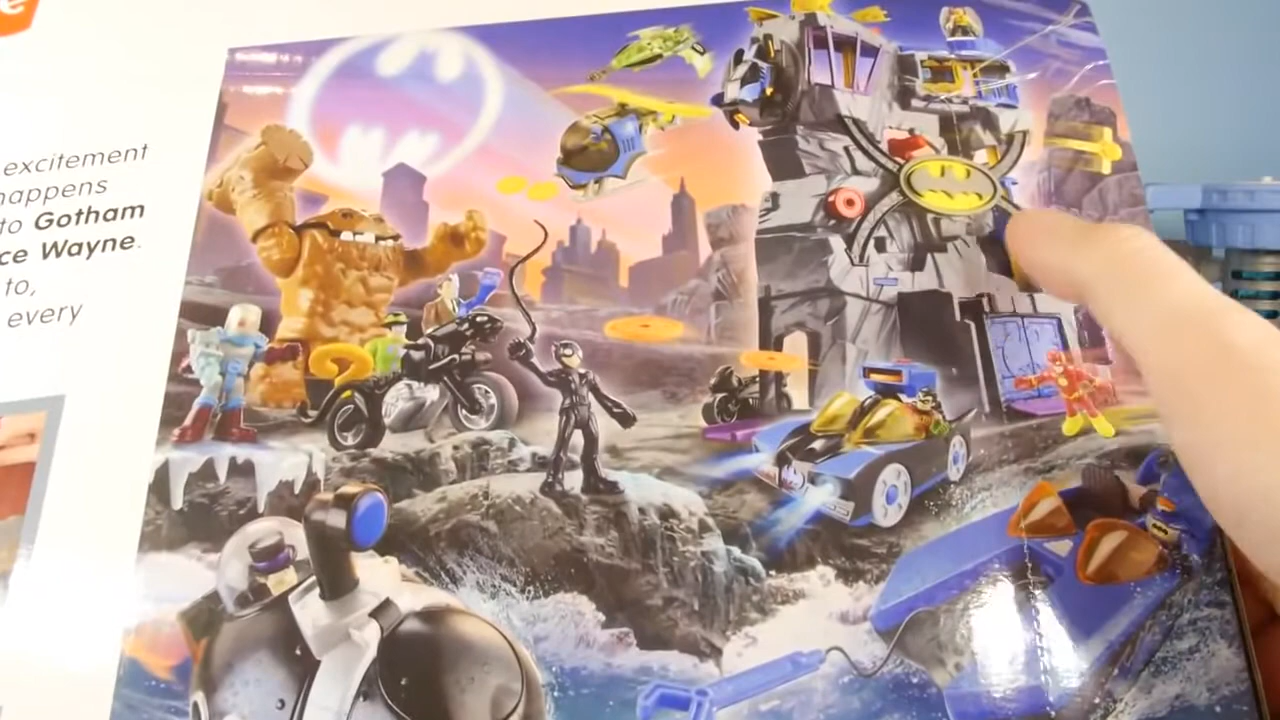 e
excitement
happens
to Gotham
ce Wayne.
to,
every